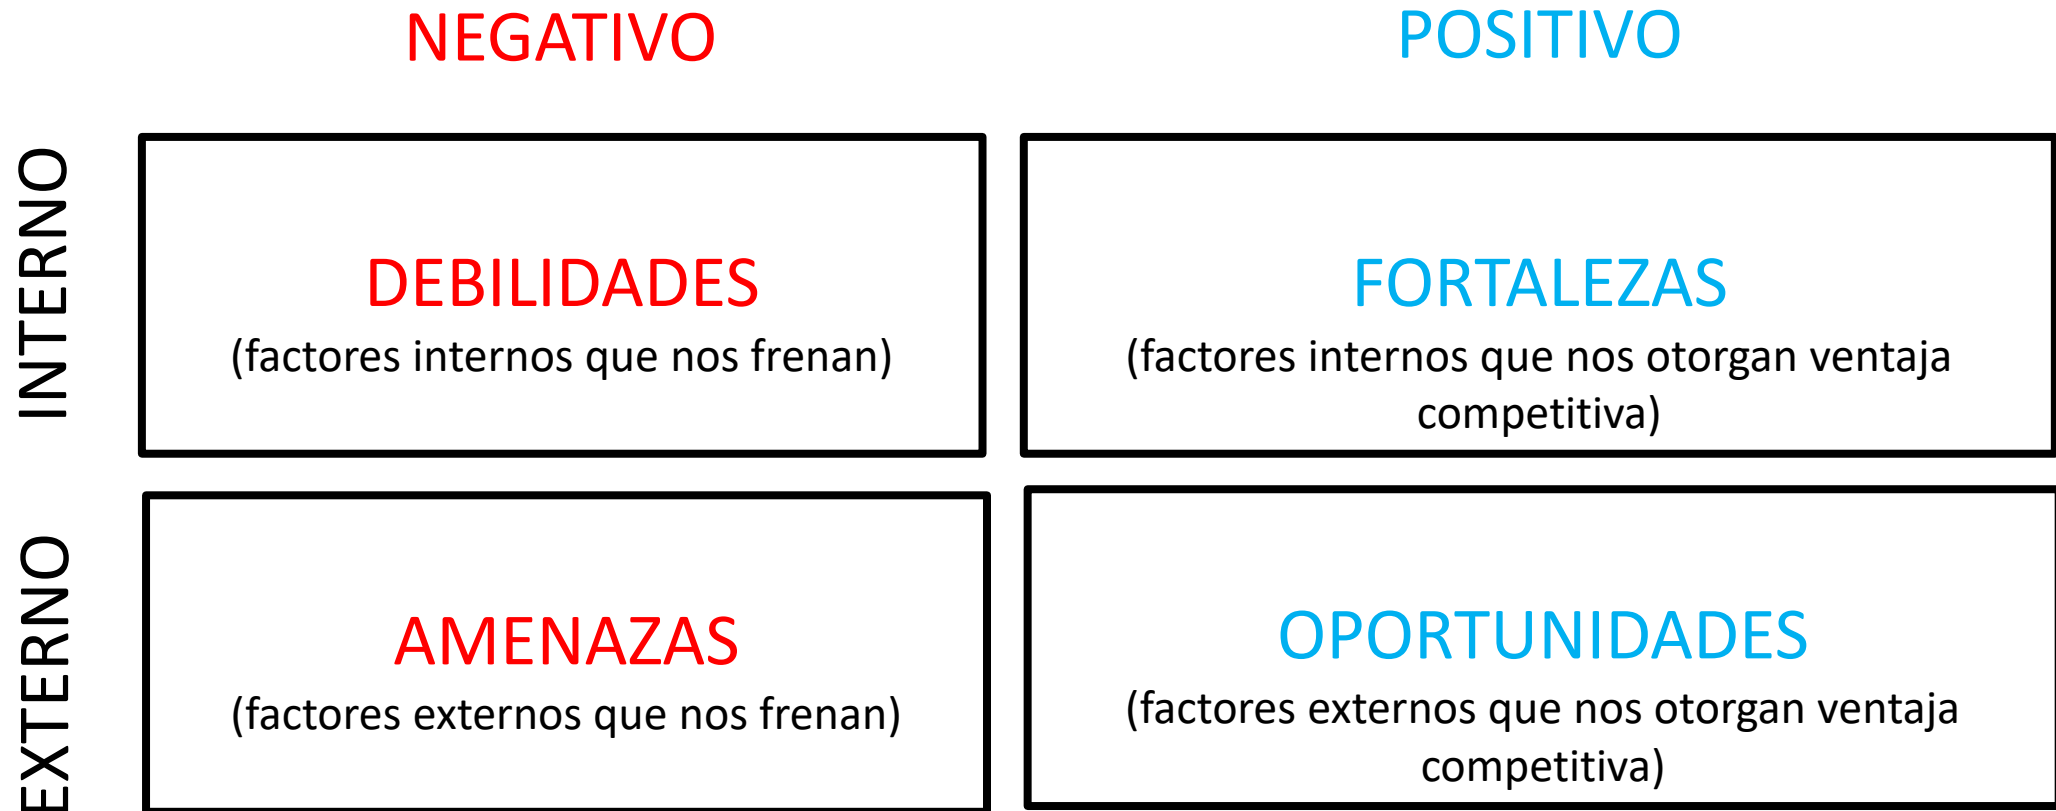 NEGATIVO
POSITIVO
INTERNO
DEBILIDADES
(factores internos que nos frenan)
FORTALEZAS
(factores internos que nos otorgan ventaja
competitiva)
EXTERNO
AMENAZAS
(factores externos que nos frenan)
OPORTUNIDADES
(factores externos que nos otorgan ventaja
competitiva)